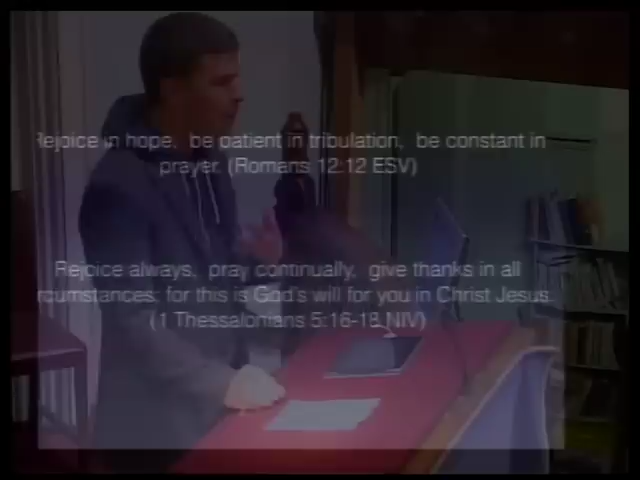 Rejoice in hope, be patient in tribulation, be constant in
prayer. (Romans 12:12 ESV)
Rejoice always, pray continually, give thanks in all
rcumstances; for this is God's will for you in Christ Jesus.
(1 Thessalonians 5:16-18 NIV)